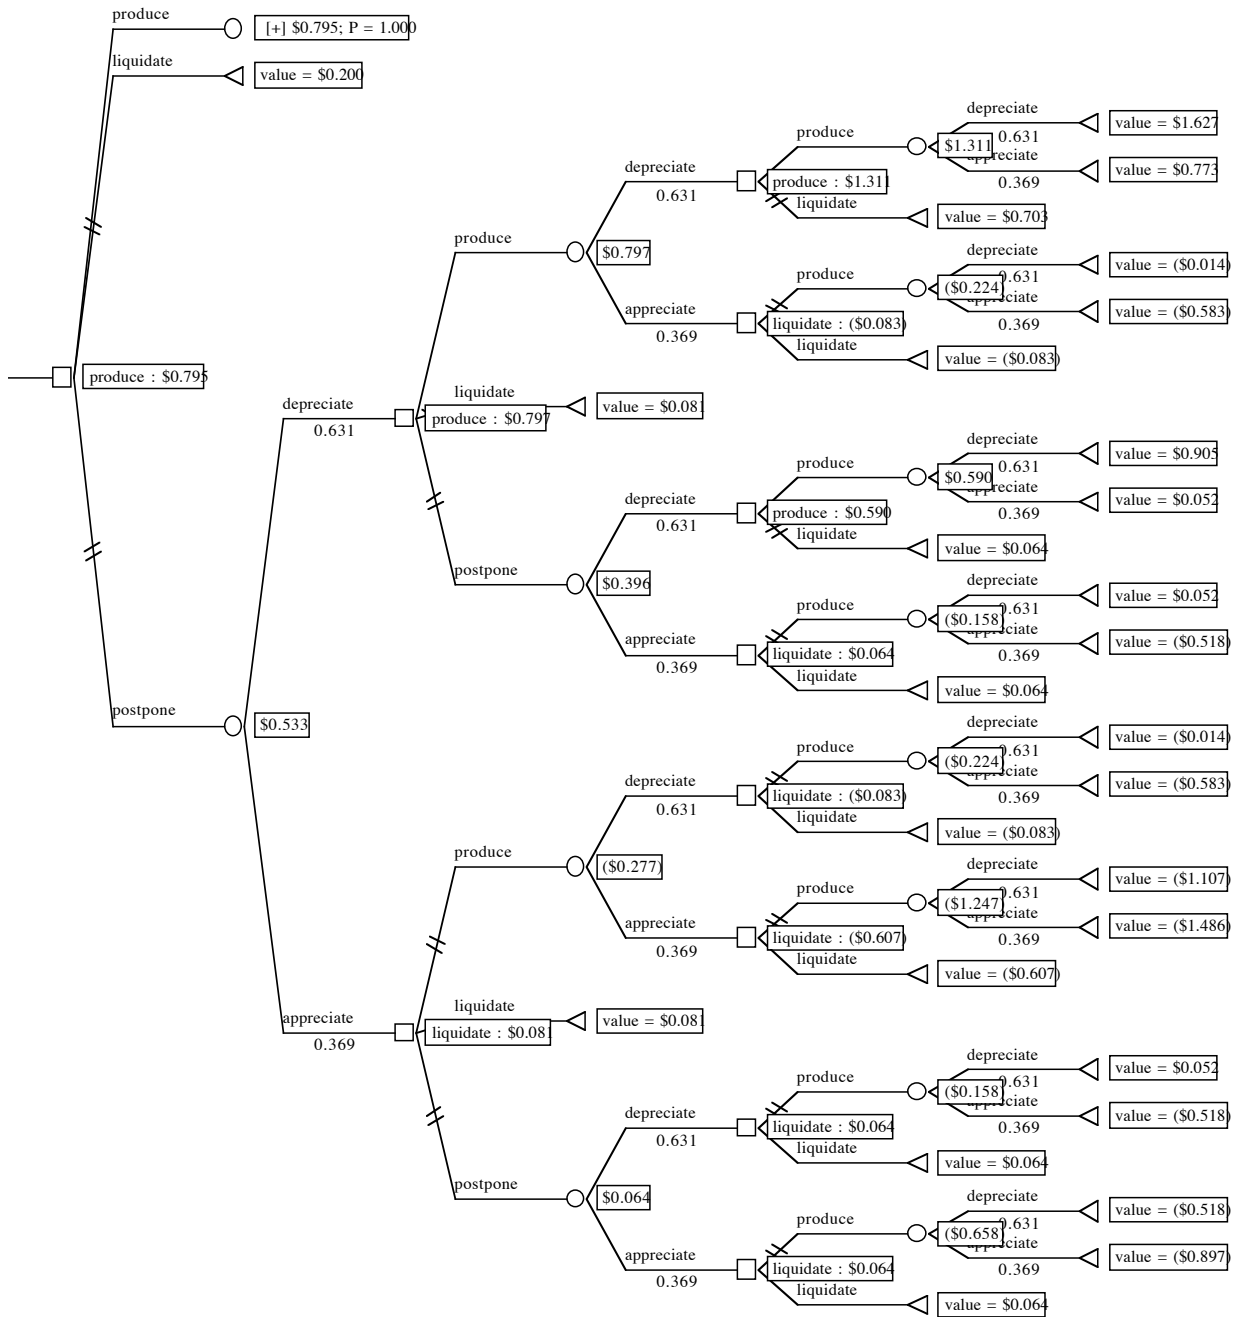 produce
[+] $0.795; P = 1.000
liquidate
value = $0.200
depreciate
value = $1.627
produce
$1.311
0.631
appreciate
depreciate
value = $0.773
produce : $1.311
0.369
0.631
liquidate
value = $0.703
produce
$0.797
depreciate
value = ($0.014)
produce
($0.224)
0.631
appreciate
appreciate
value = ($0.583)
liquidate : ($0.083)
0.369
0.369
liquidate
value = ($0.083)
produce : $0.795
liquidate
depreciate
value = $0.081
produce : $0.797
0.631
depreciate
value = $0.905
produce
0.631
$0.590
appreciate
depreciate
value = $0.052
produce : $0.590
0.369
0.631
liquidate
value = $0.064
postpone
$0.396
depreciate
value = $0.052
produce
0.631
($0.158)
appreciate
appreciate
value = ($0.518)
liquidate : $0.064
0.369
0.369
liquidate
value = $0.064
postpone
$0.533
depreciate
value = ($0.014)
produce
0.631
($0.224)
appreciate
depreciate
value = ($0.583)
liquidate : ($0.083)
0.369
0.631
liquidate
value = ($0.083)
produce
($0.277)
depreciate
value = ($1.107)
produce
0.631
($1.247)
appreciate
appreciate
value = ($1.486)
liquidate : ($0.607)
0.369
0.369
liquidate
value = ($0.607)
liquidate
appreciate
value = $0.081
liquidate : $0.081
0.369
depreciate
value = $0.052
produce
0.631
($0.158)
appreciate
depreciate
value = ($0.518)
liquidate : $0.064
0.369
0.631
liquidate
value = $0.064
postpone
$0.064
depreciate
value = ($0.518)
produce
0.631
($0.658)
appreciate
appreciate
value = ($0.897)
liquidate : $0.064
0.369
0.369
liquidate
value = $0.064